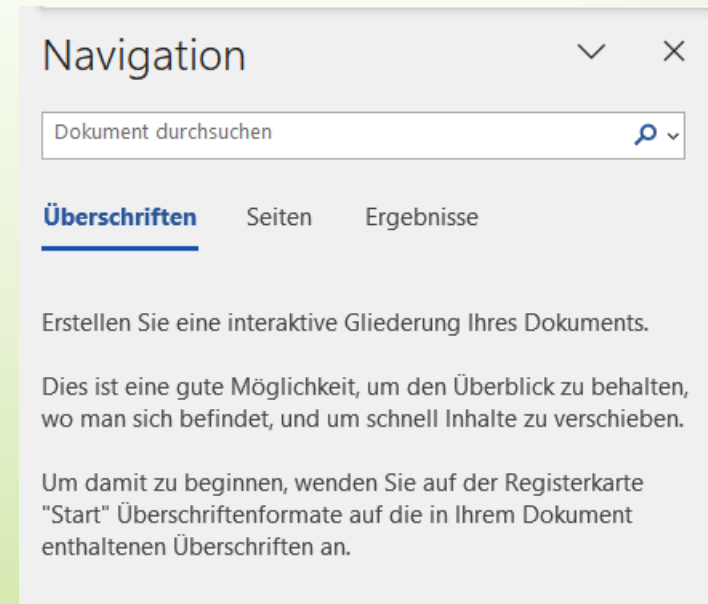 Navigation
Dokument durchsuchen
Überschriften Seiten Ergebnisse
Erstellen Sie eine interaktive Gliederung Ihres Dokuments.
Dies ist eine gute Möglichkeit, um den Überblick zu behalten,
wo man sich befindet, und um schnell Inhalte zu verschieben.
Um damit zu beginnen, wenden Sie auf der Registerkarte
"Start" Überschriftenformate auf die in Ihrem Dokument
enthaltenen Überschriften an.